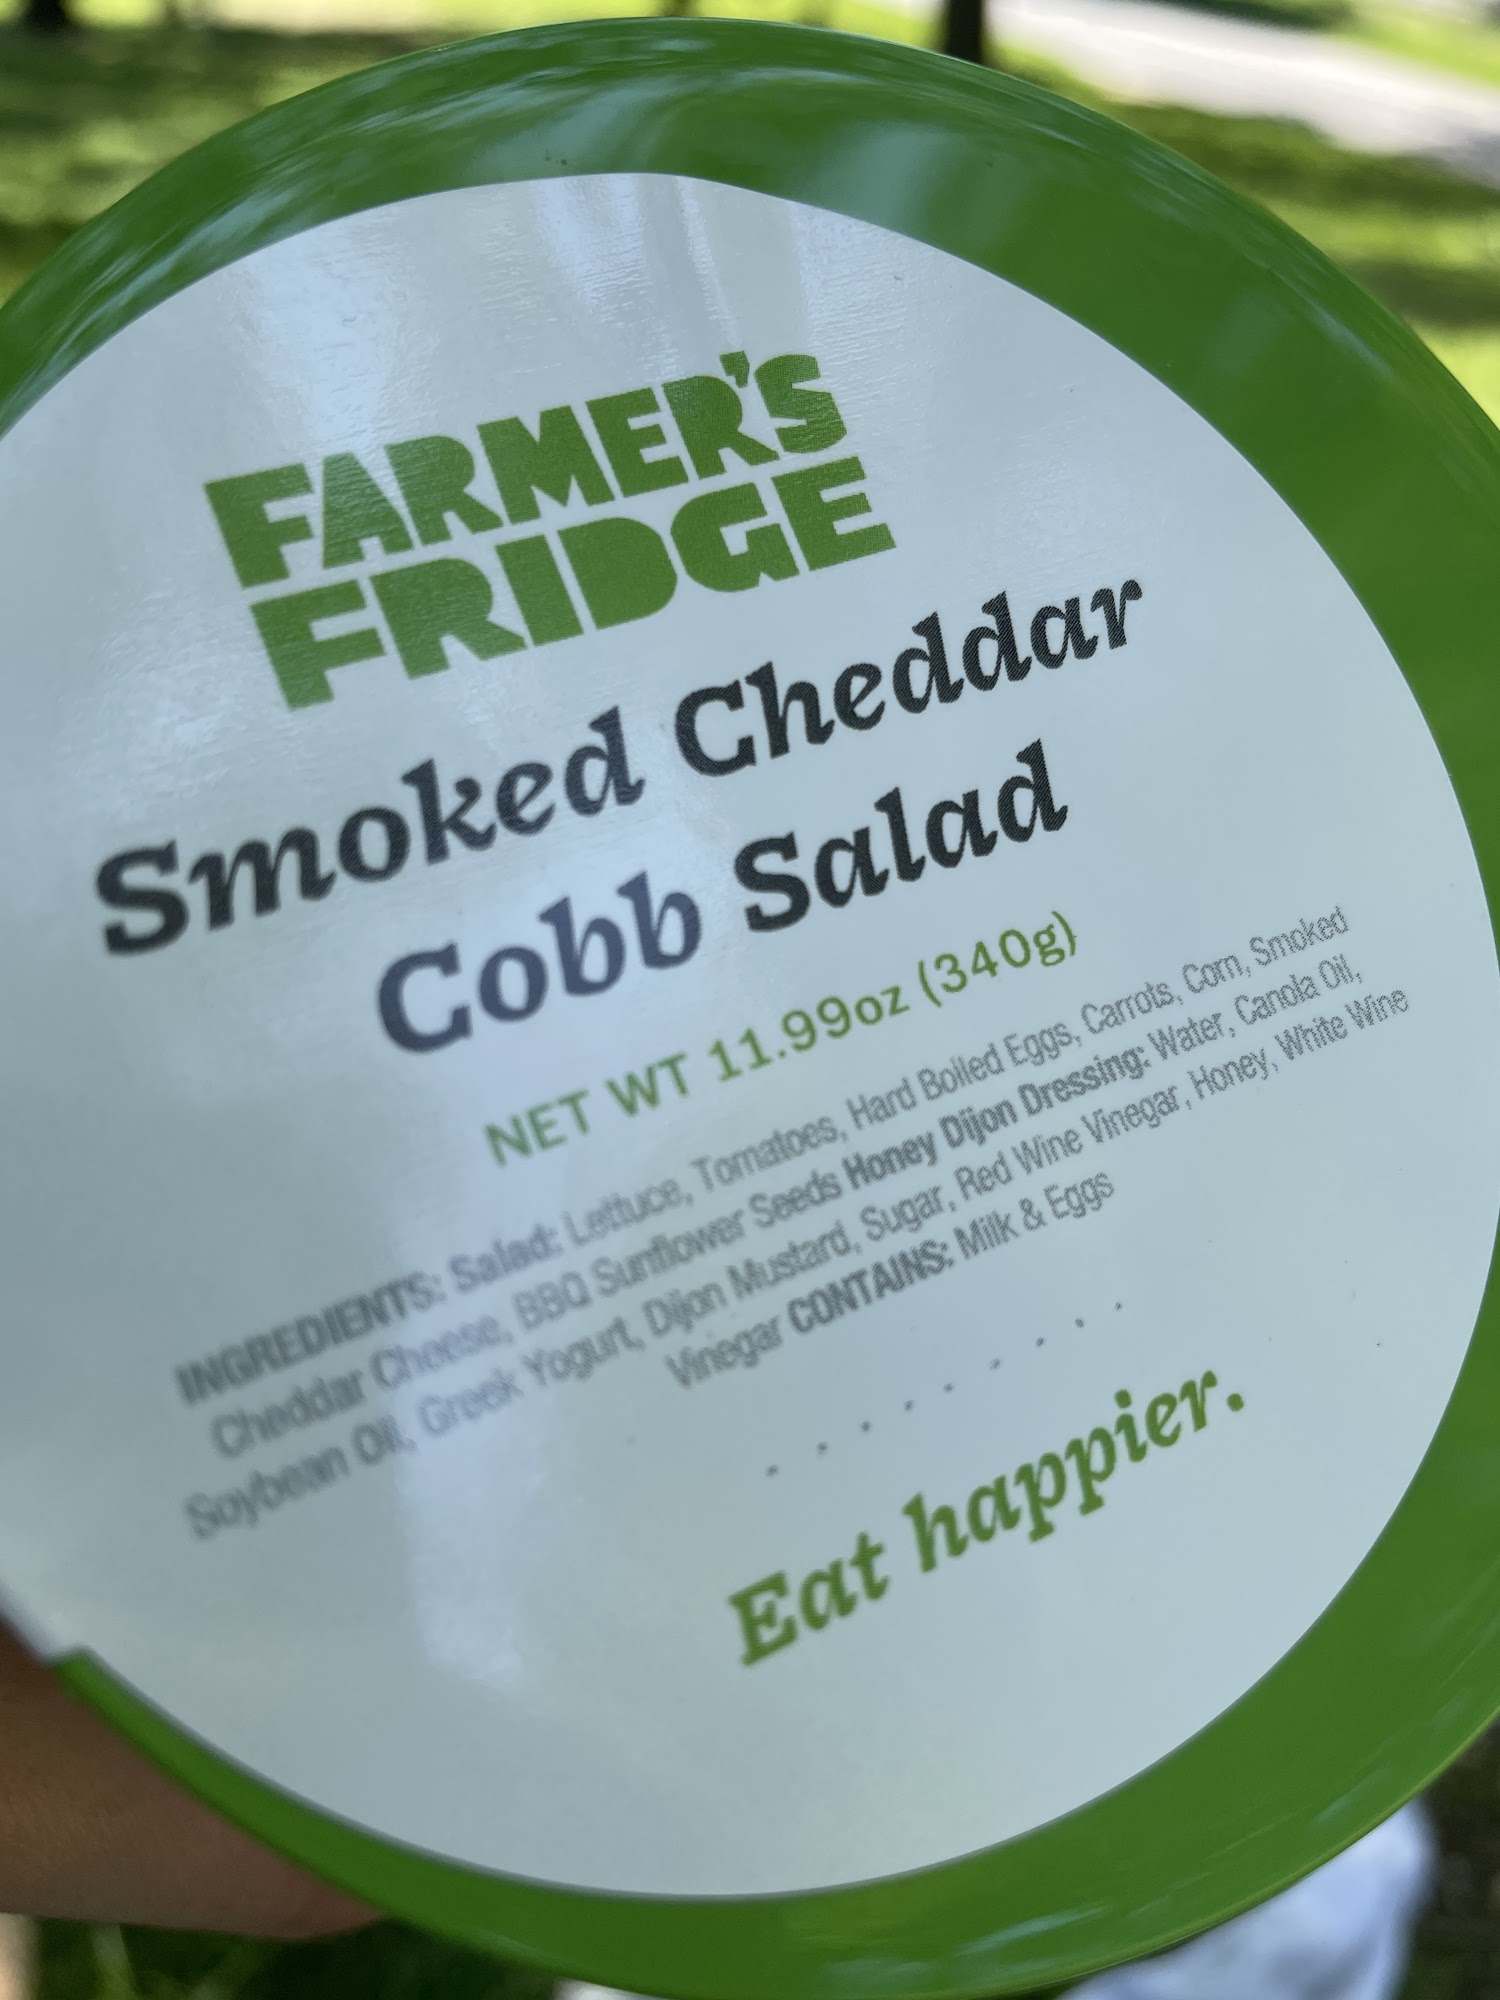 FARMER'S
FRIDGE
Smoked Cheddar
Cobb Salad
NET WT 11.99oz (340g)
INGREDIENTS: Salad: Lettuce, Tomatoes, Hard Boiled Eggs, Carrots, Corn, Smoked
Cheddar Cheese, BBQ Sunflower Seeds Honey Dijon Dressing: Water, Canola Oil,
Soybean Oil, Greek Yogurt, Dijon Mustard, Sugar, Red Wine Vinegar, Honey, White Wine
Vinegar CONTAINS: Milk & Eggs
Eat happier.